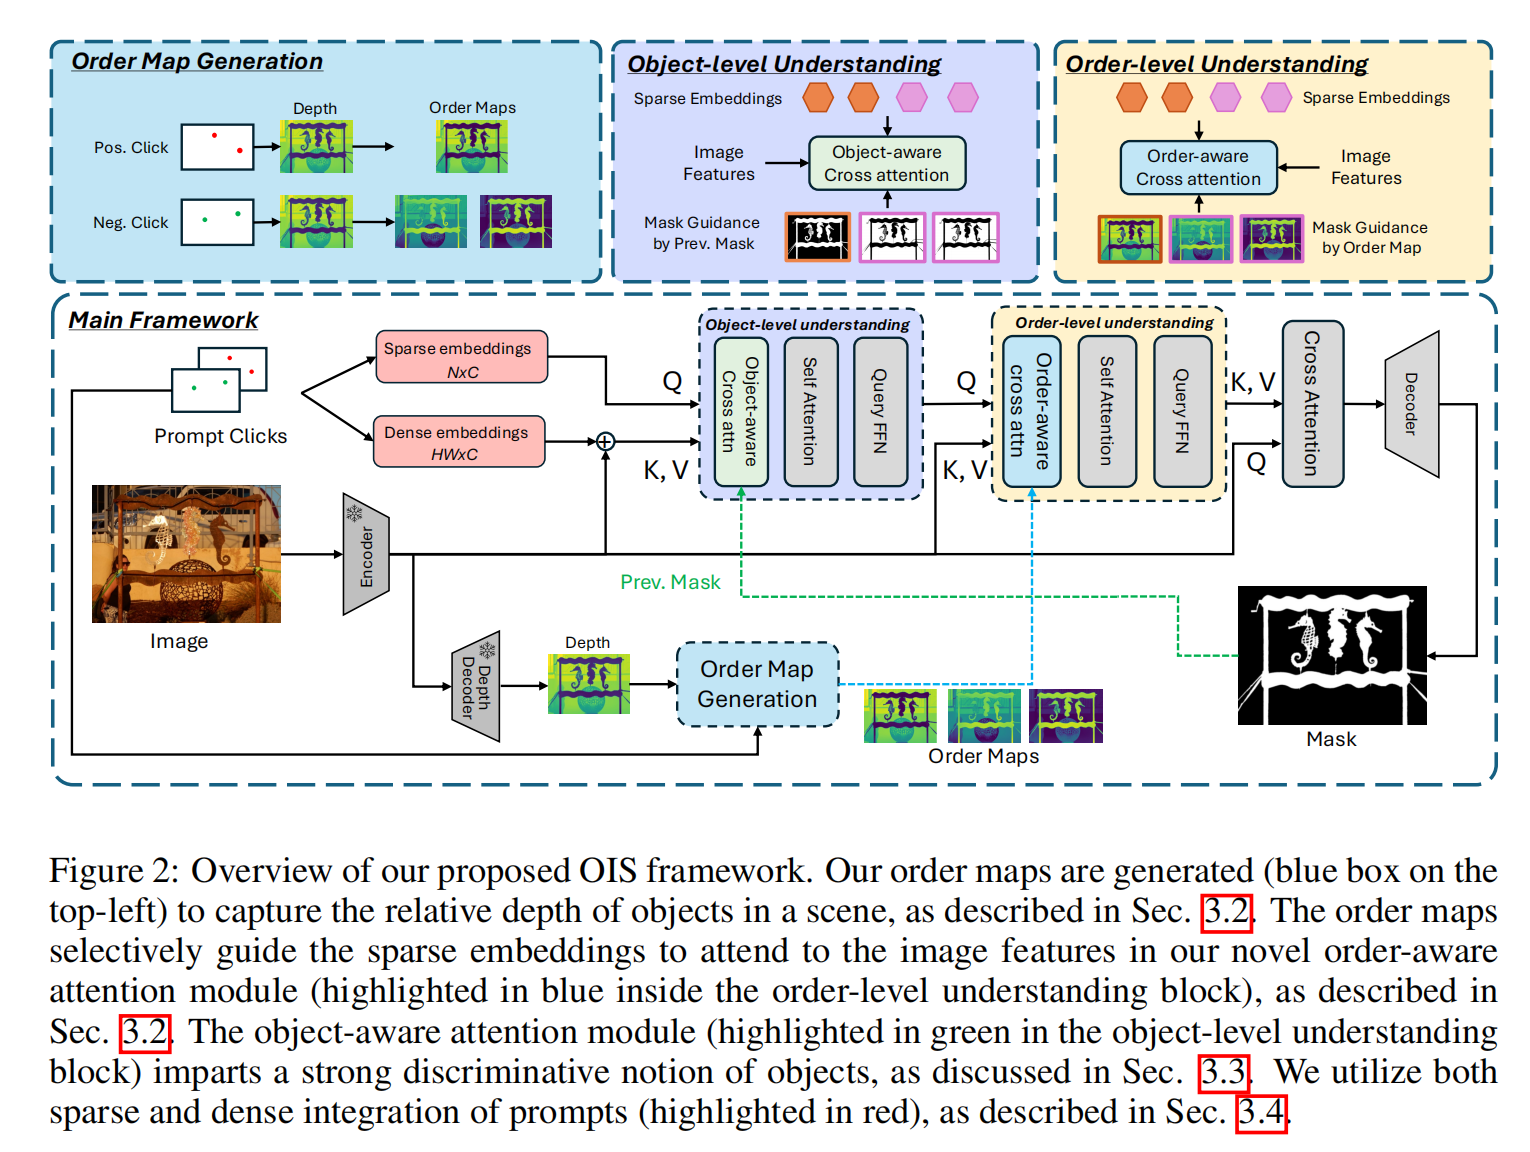 Order Map Generation
Depth
Order Maps
Pos. Click
Neg. Click
Object-level Understanding
Sparse Embeddings
Image
Features
Object-aware
Cross attention
Mask Guidance
by Prev. Mask
Order-level Understanding
Sparse Embeddings
Order-aware
Cross attention
Image
Features
Mask Guidance
by Order Map
Main Framework
Prompt Clicks
Sparse embeddings
NxC
Dense embeddings
HWxC
Q
K, V
Object-level understanding
Object-aware
Cross attn
Self Attention
Query FFN
Q
K, V
Order-level understanding
Order-aware
cross attn
Self Attention
Query FFN
K, V
Q
Cross Attention
Decoder
Image
Encoder
Prev. Mask
Depth
Decoder
Depth
Order Map
Generation
Order Maps
Mask
Figure 2: Overview of our proposed OIS framework. Our order maps are generated (blue box on the
top-left) to capture the relative depth of objects in a scene, as described in Sec. 3.2. The order maps
selectively guide the sparse embeddings to attend to the image features in our novel order-aware
attention module (highlighted in blue inside the order-level understanding block), as described in
Sec. 3.2. The object-aware attention module (highlighted in green in the object-level understanding
block) imparts a strong discriminative notion of objects, as discussed in Sec. 3.3. We utilize both
sparse and dense integration of prompts (highlighted in red), as described in Sec. 3.4.